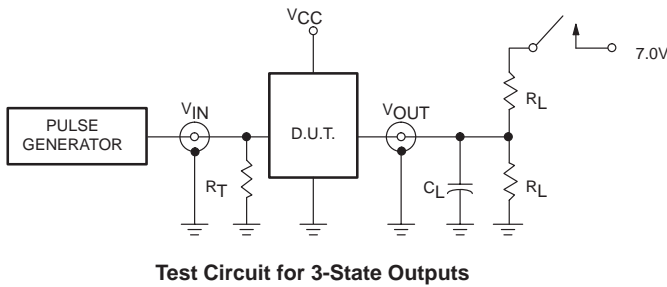 VCC
7.0V
RL
PULSE
GENERATOR
VIN
D.U.T.
VOUT
RT
CL
RL
Test Circuit for 3-State Outputs